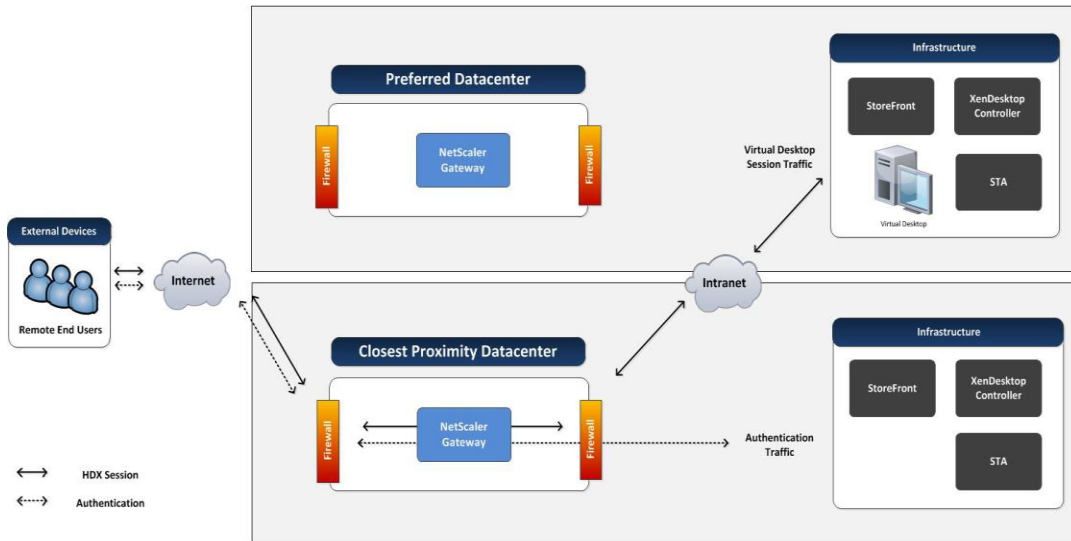 Preferred Datacenter
Firewall
NetScaler
Gateway
Firewall
Virtual Desktop
Session Traffic
Infrastructure
StoreFront
XenDesktop
Controller
Virtual Desktop
STA
External Devices
Remote End Users
Internet
Intranet
Closest Proximity Datacenter
Firewall
NetScaler
Gateway
Firewall
Authentication
Traffic
Infrastructure
StoreFront
XenDesktop
Controller
STA
HDX Session
Authentication